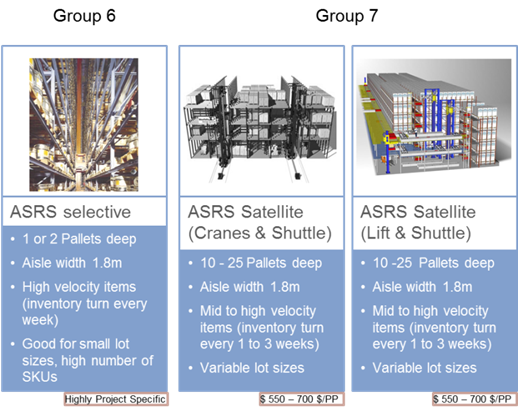 Group 6
Group 7
ASRS selective
• 1 or 2 Pallets deep
• Aisle width 1.8m
• High velocity items
(inventory turn every
week)
• Good for small lot
sizes, high number of
SKUs
Highly Project Specific
ASRS Satellite
(Cranes & Shuttle)
• 10 - 25 Pallets deep
• Aisle width 1.8m
• Mid to high velocity
items (inventory turn
every 1 to 3 weeks)
• Variable lot sizes
$ 550 – 700 $/PP
ASRS Satellite
(Lift & Shuttle)
• 10 -25 Pallets deep
• Aisle width 1.8m
• Mid to high velocity
items (inventory turn
every 1 to 3 weeks)
• Variable lot sizes
$ 550 – 700 $/PP